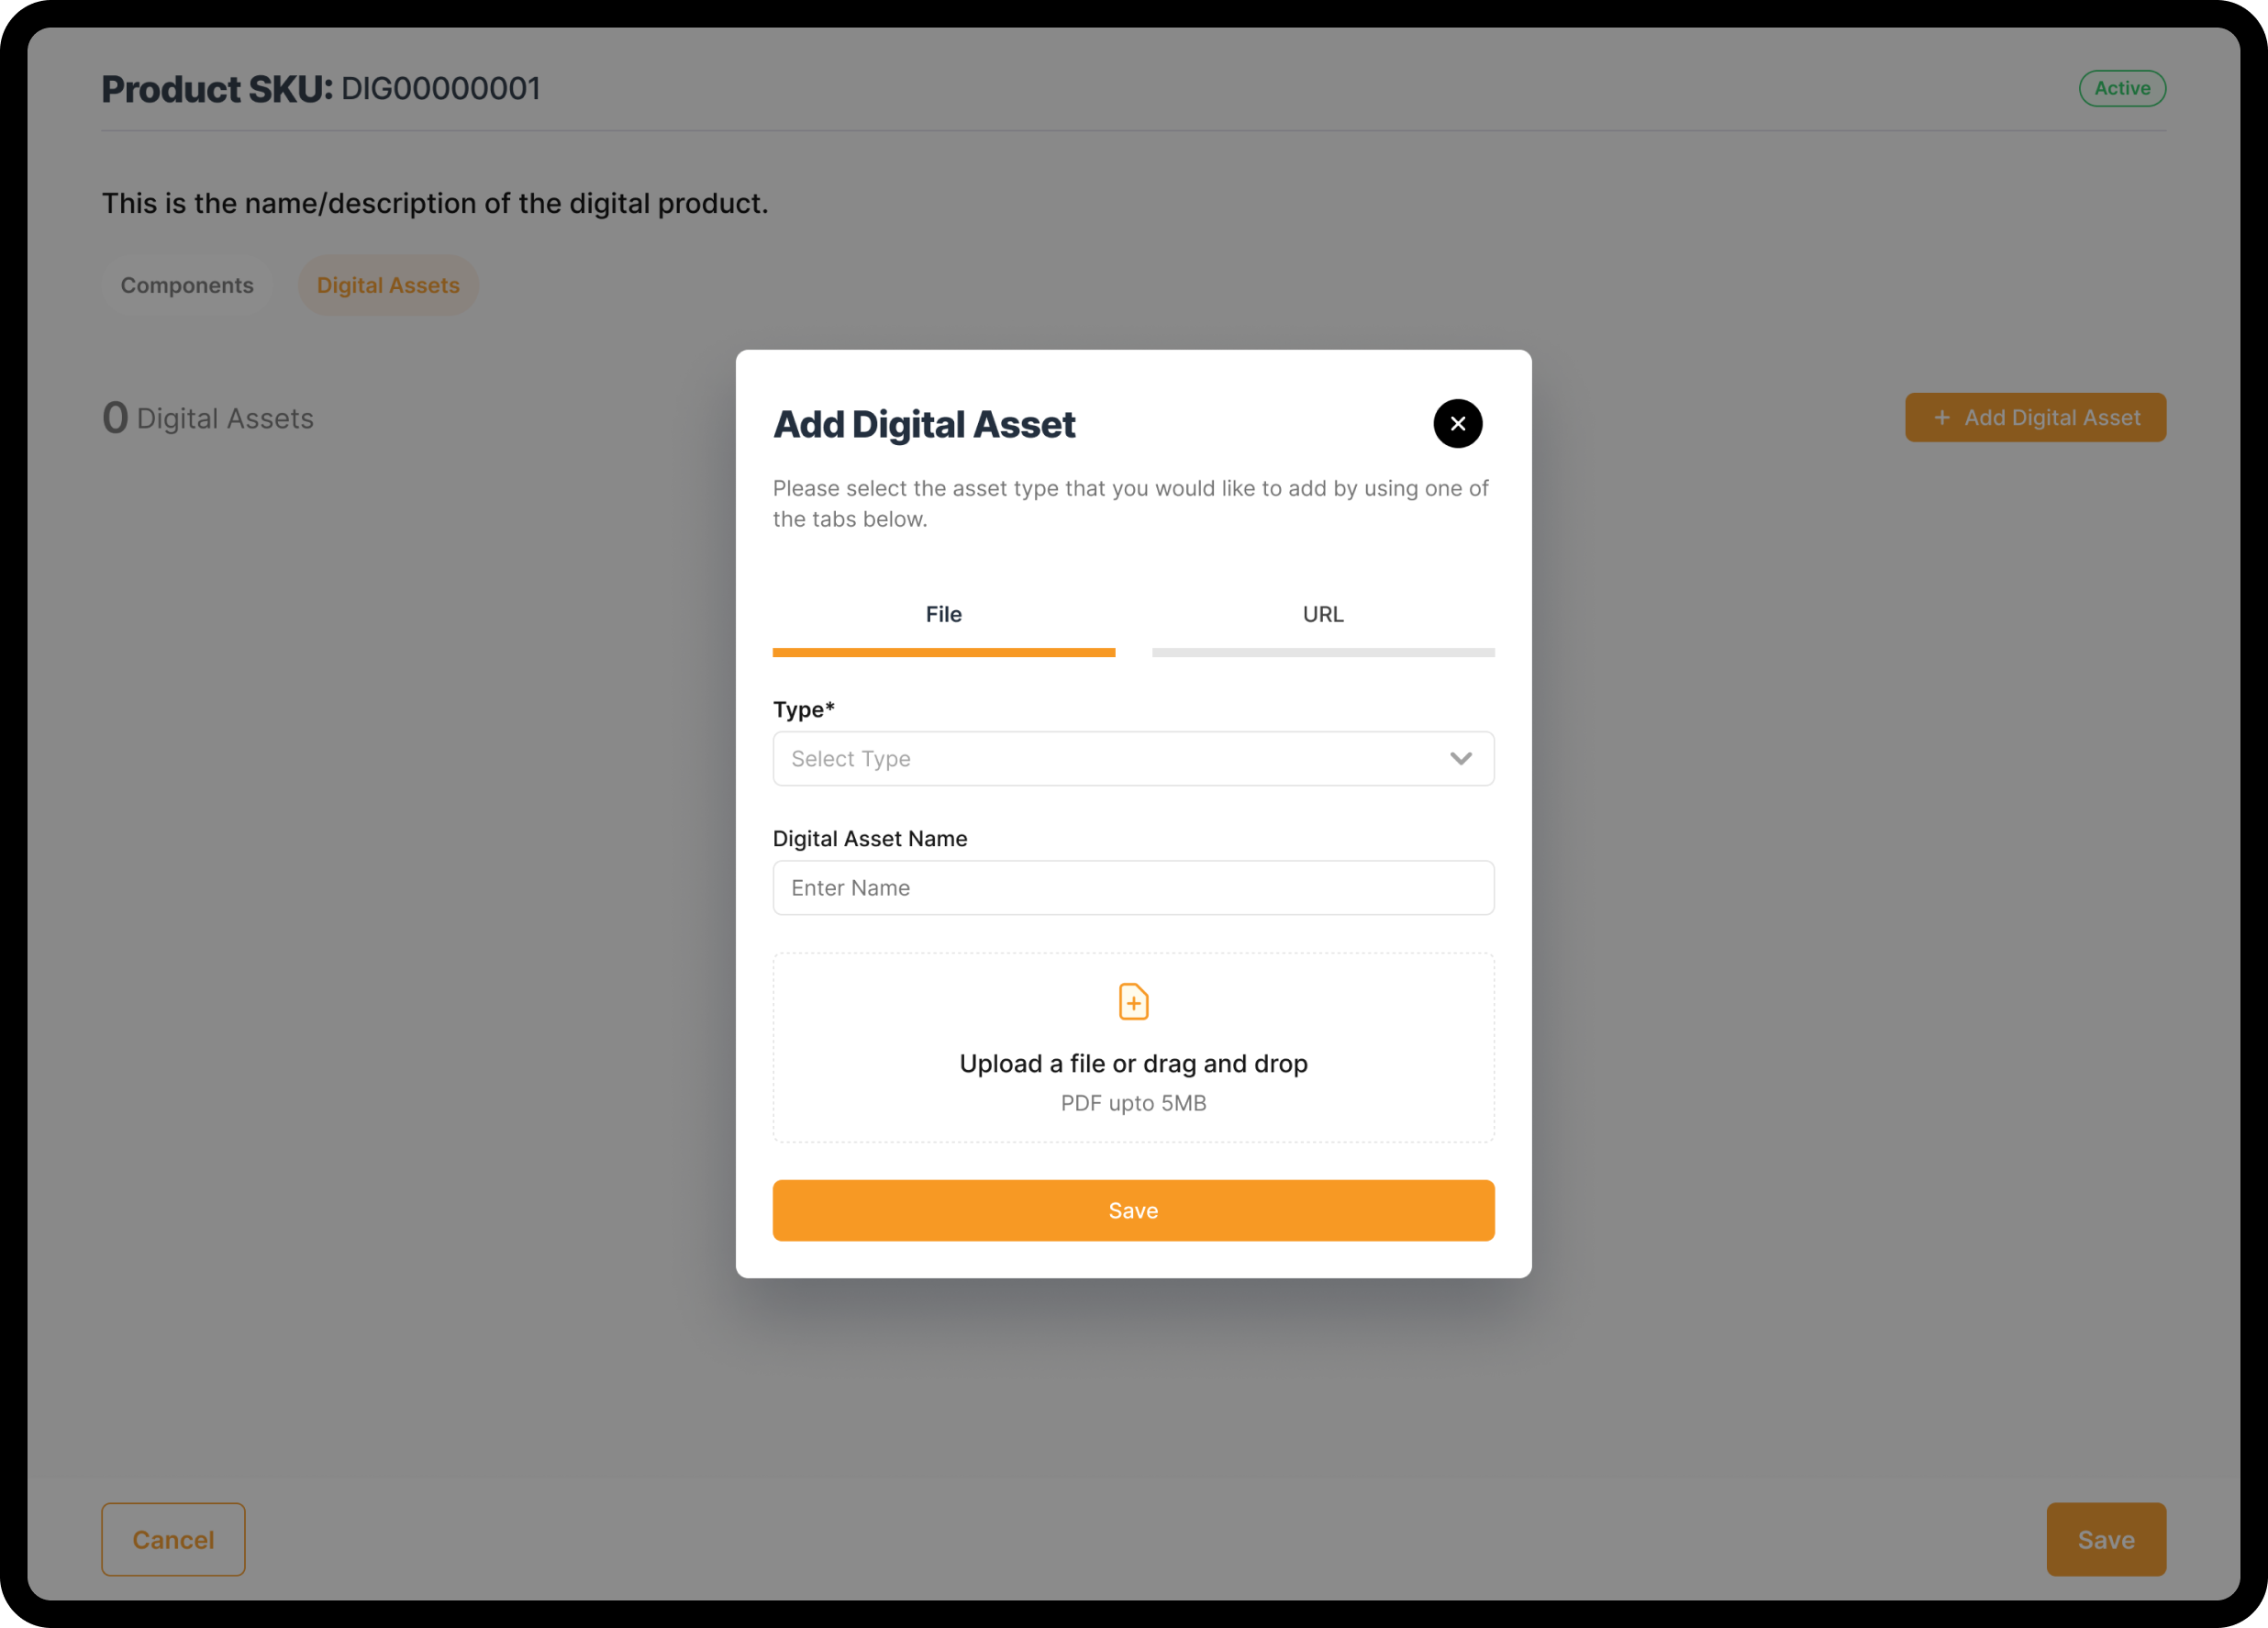 Product SKU: DIG00000001
Active
This is the name/description of the digital product.
Components
Digital Assets
0 Digital Assets
+ Add Digital Asset
Add Digital Asset
Please select the asset type that you would like to add by using one of
the tabs below.
File
URL
Type*
Select Type
Digital Asset Name
Enter Name
Upload a file or drag and drop
PDF upto 5MB
Save
Cancel
Save